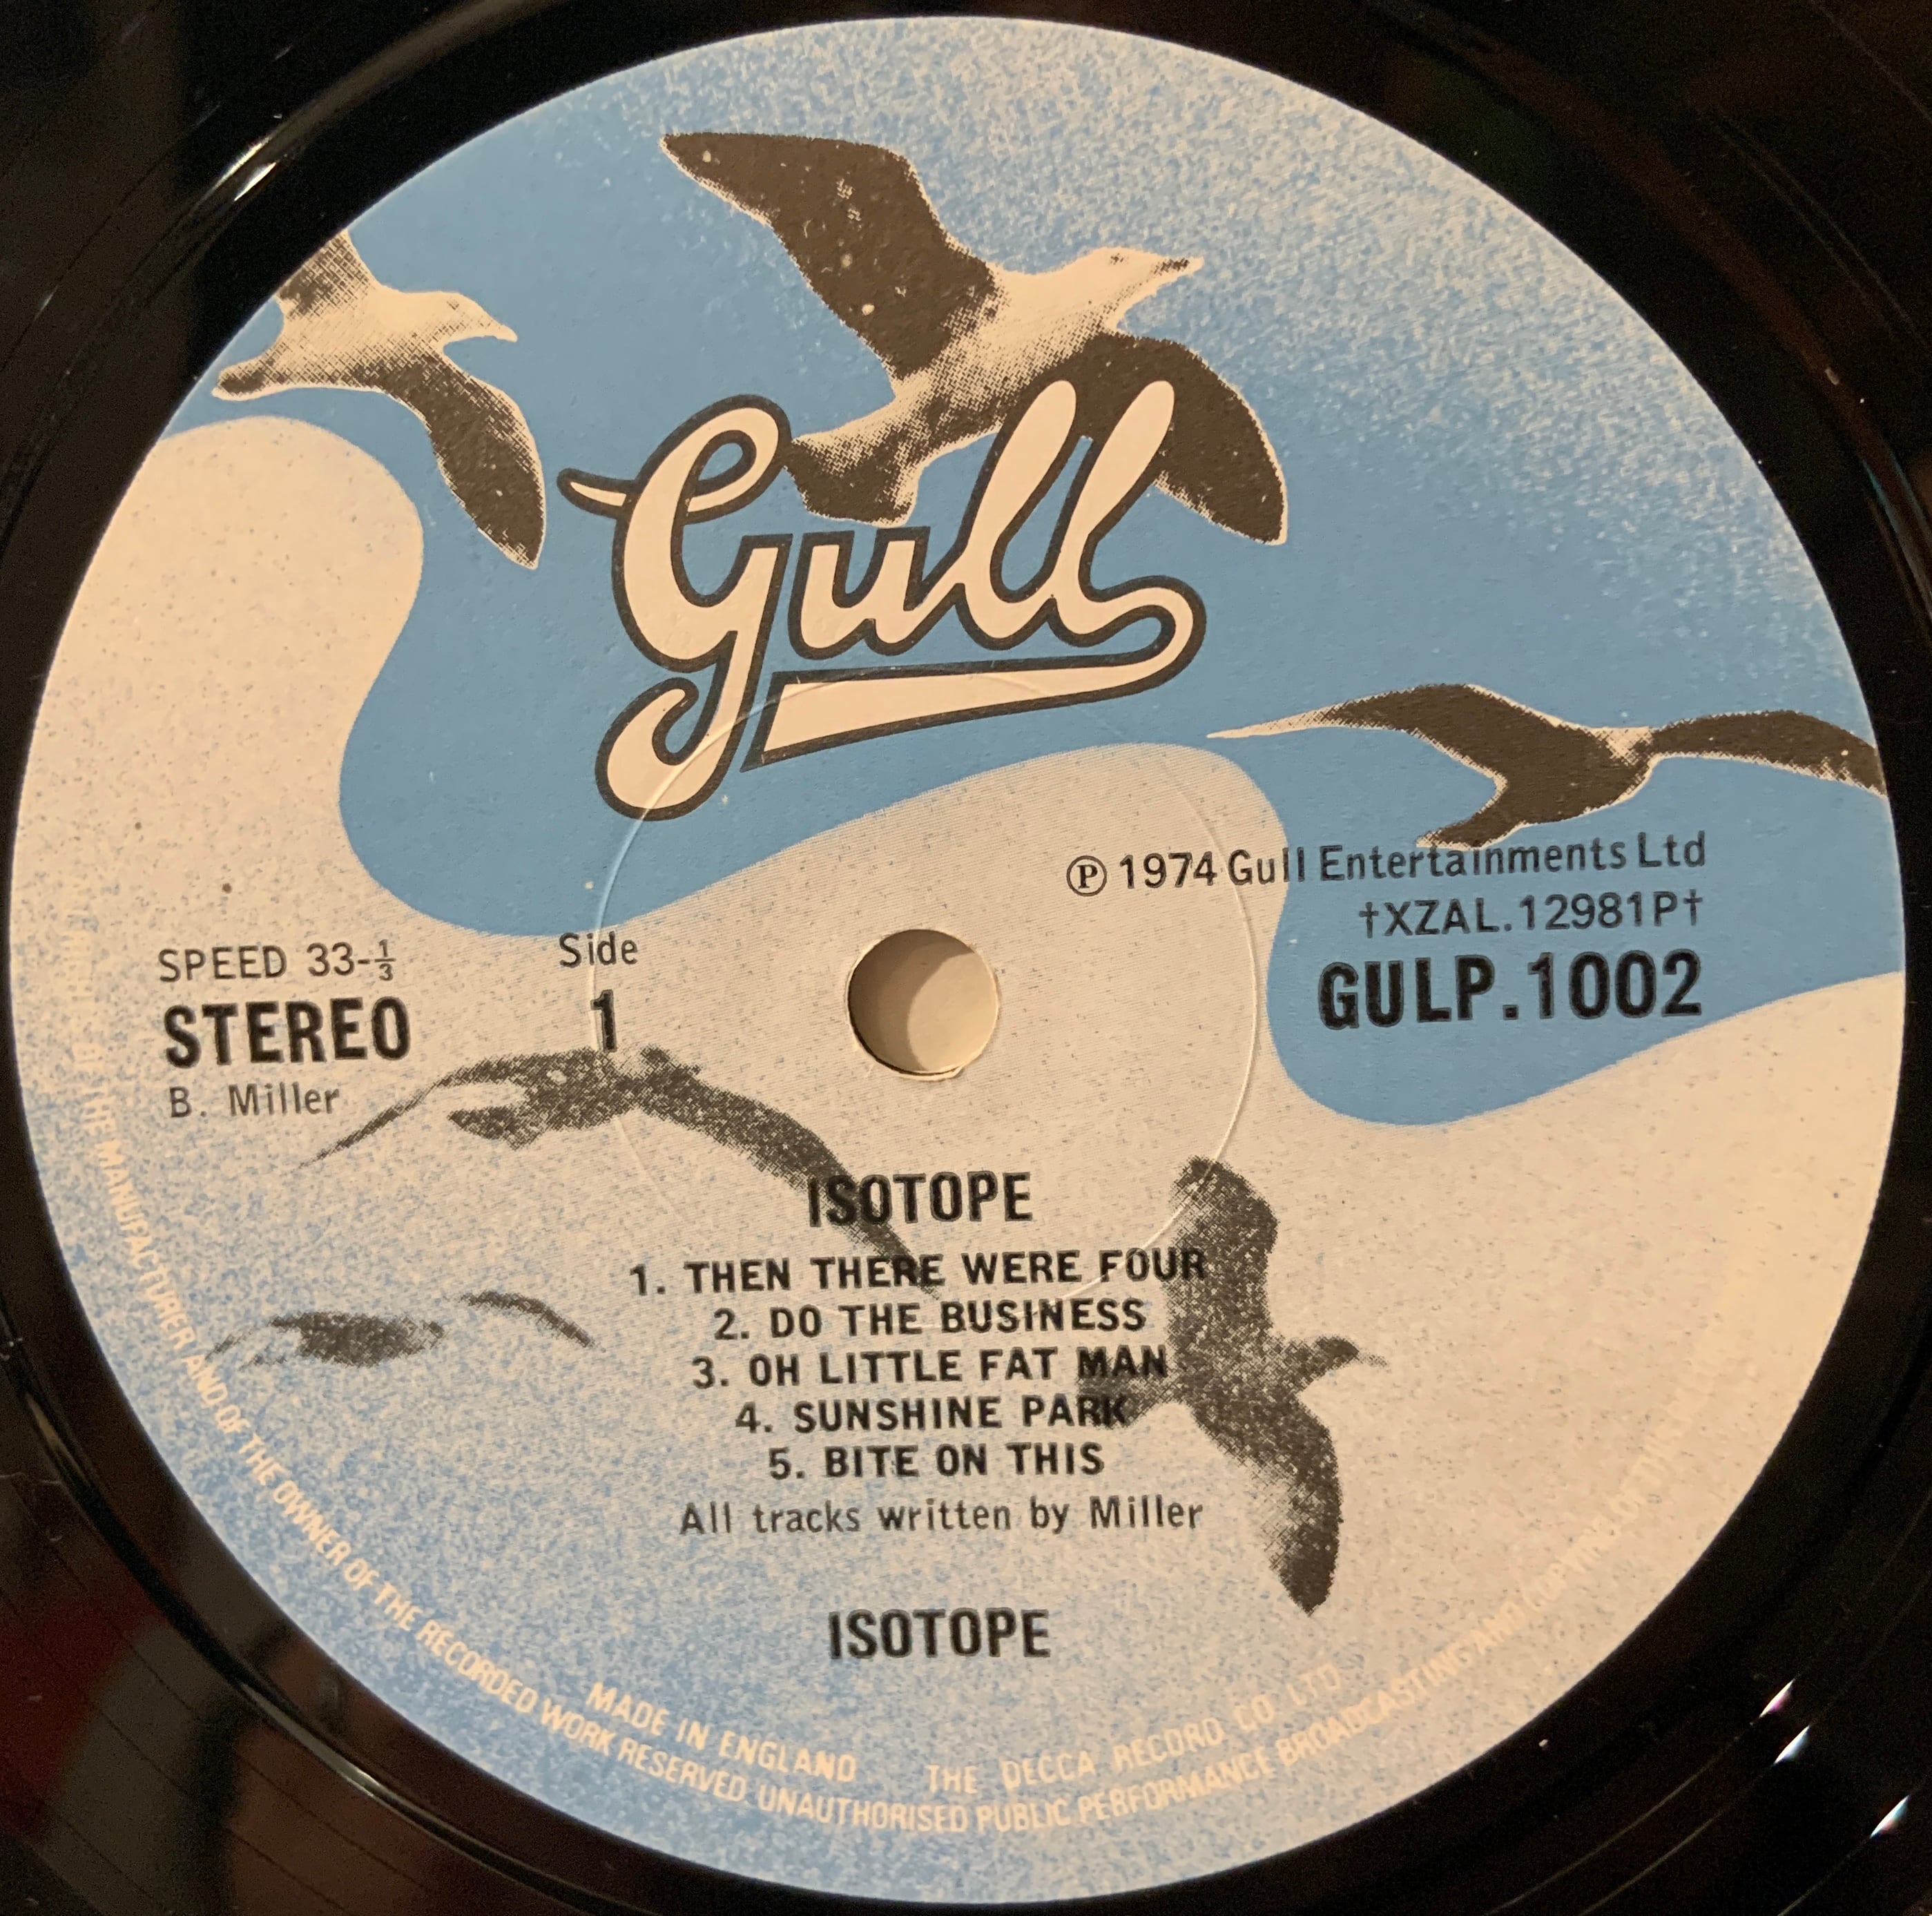 Gull
℗ 1974 Gull Entertainments Ltd
†XZAL.12981P†
GULP.1002
SPEED 33-⅓
STEREO
B. Miller
Side
1
ISOTOPE
1. THEN THERE WERE FOUR
2. DO THE BUSINESS
3. OH LITTLE FAT MAN
4. SUNSHINE PARK
5. BITE ON THIS
All tracks written by Miller
ISOTOPE
MADE IN ENGLAND THE DECCA RECORD CO. LTD.
THE MANUFACTURER AND OF THE OWNER OF THE RECORDED WORK RESERVED. UNAUTHORISED PUBLIC PERFORMANCE BROADCASTING AND COPYING OF THIS